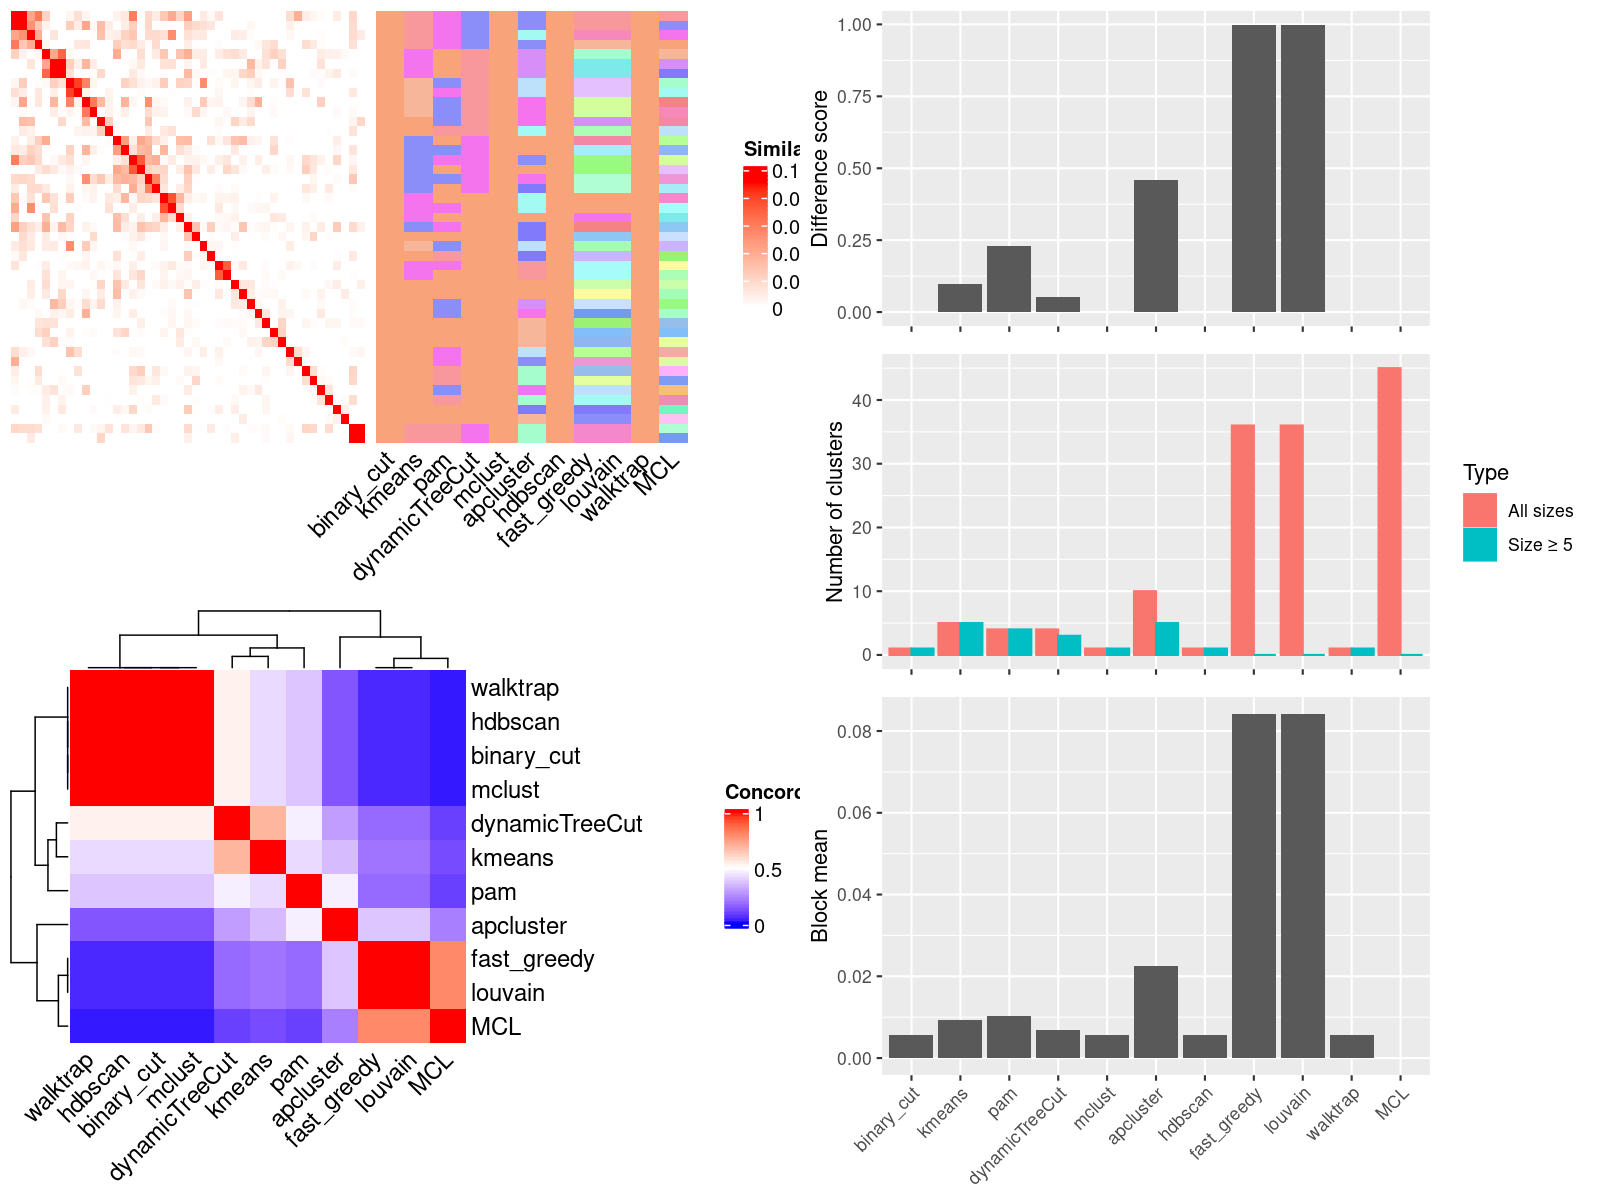 Simila
0.1
0.0
0.0
0.0
0.0
0
binary_cut
kmeans
pam
dynamicTreeCut
mclust
apcluster
hdbscan
fast_greedy
louvain
walktrap
MCL
walktrap
hdbscan
binary_cut
mclust
dynamicTreeCut
kmeans
pam
apcluster
fast_greedy
louvain
MCL
walktrap
hdbscan
binary_cut
mclust
dynamicTreeCut
kmeans
pam
apcluster
fast_greedy
louvain
MCL
Concord
1
0.5
0
Difference score
1.00
0.75
0.50
0.25
0.00
Number of clusters
40
30
20
10
0
Type
All sizes
Size ≥ 5
Block mean
0.08
0.06
0.04
0.02
0.00
binary_cut
kmeans
pam
dynamicTreeCut
mclust
apcluster
hdbscan
fast_greedy
louvain
walktrap
MCL